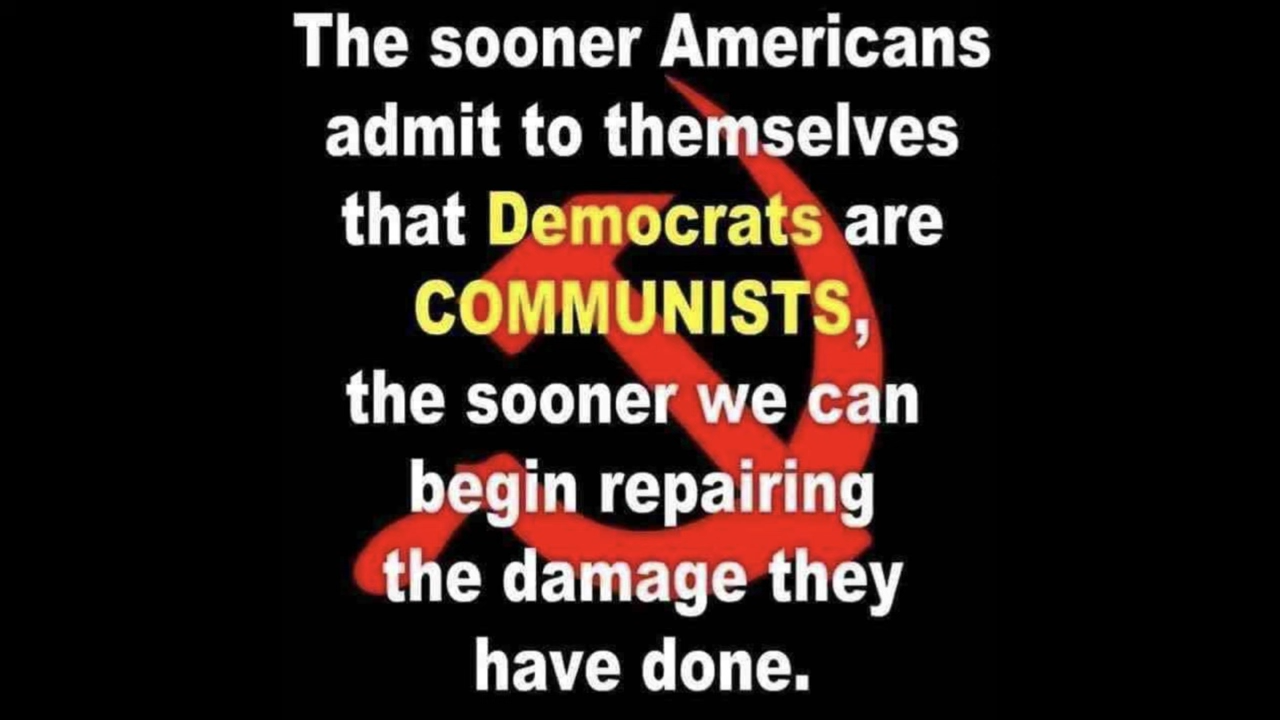 The sooner Americans
admit to themselves
that Democrats are
COMMUNISTS,
the sooner we can
begin repairing
the damage they
have done.